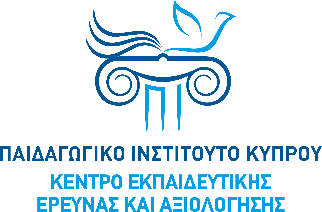 ΠΑΙΔΑΓΩΓΙΚΟ ΙΝΣΤΙΤΟΥΤΟ ΚΥΠΡΟΥ
ΚΕΝΤΡΟ ΕΚΠΑΙΔΕΥΤΙΚΗΣ
ΕΡΕΥΝΑΣ ΚΑΙ ΑΞΙΟΛΟΓΗΣΗΣ